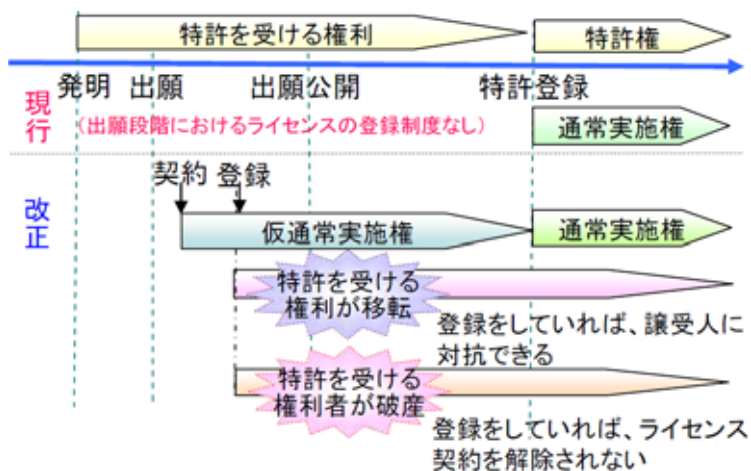 特許を受ける権利
特許権
発明 出願 出願公開 特許登録
現行
(出願段階におけるライセンスの登録制度なし)
通常実施権
改正
契約 登録
仮通常実施権
通常実施権
特許を受ける
権利が移転
登録をしていれば、譲受人に
対抗できる
特許を受ける
権利者が破産
登録をしていれば、ライセンス
契約を解除されない